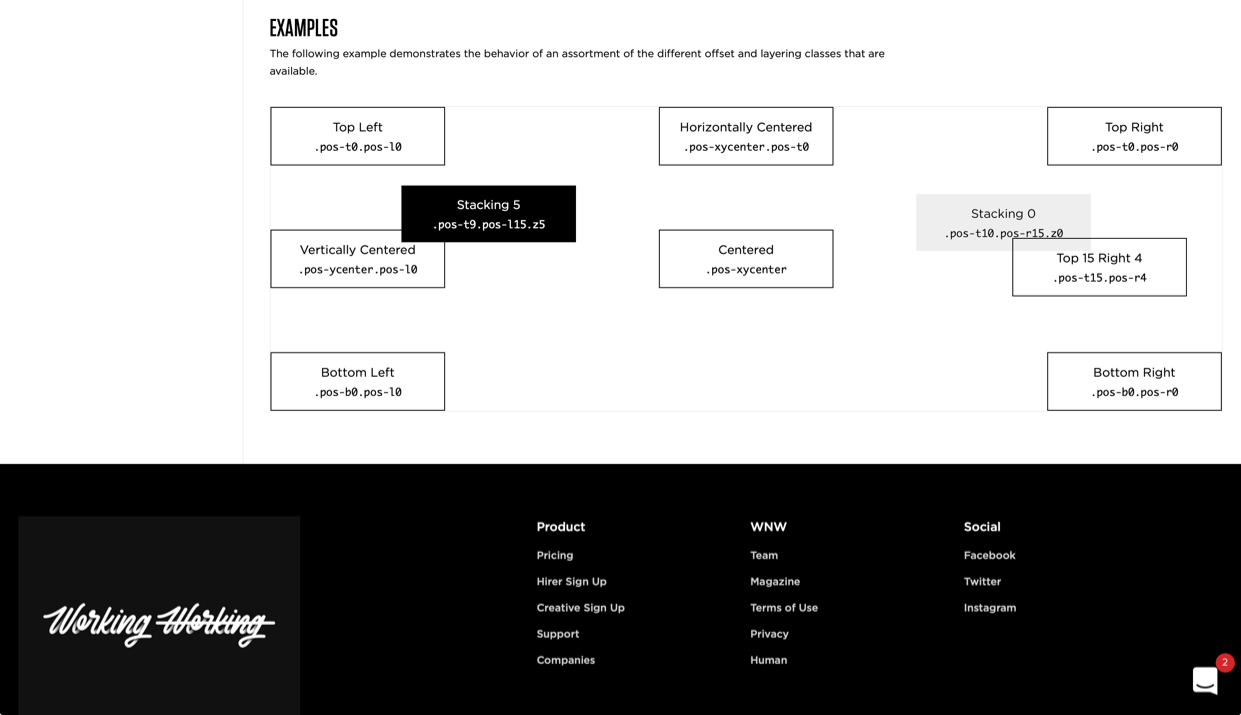 EXAMPLES
The following example demonstrates the behavior of an assortment of the different offset and layering classes that are
available.
Top Left
.pos-t0.pos-l0
Horizontally Centered
.pos-xycenter.pos-t0
Top Right
.pos-t0.pos-r0
Stacking 5
.pos-t9.pos-l15.z5
Stacking 0
.pos-t10.pos-r15.z0
Vertically Centered
.pos-ycenter.pos-l0
Centered
.pos-xycenter
Top 15 Right 4
.pos-t15.pos-r4
Bottom Left
.pos-b0.pos-l0
Bottom Right
.pos-b0.pos-r0
Working Working
Product
Pricing
Hirer Sign Up
Creative Sign Up
Support
Companies
WNW
Team
Magazine
Terms of Use
Privacy
Human
Social
Facebook
Twitter
Instagram
2